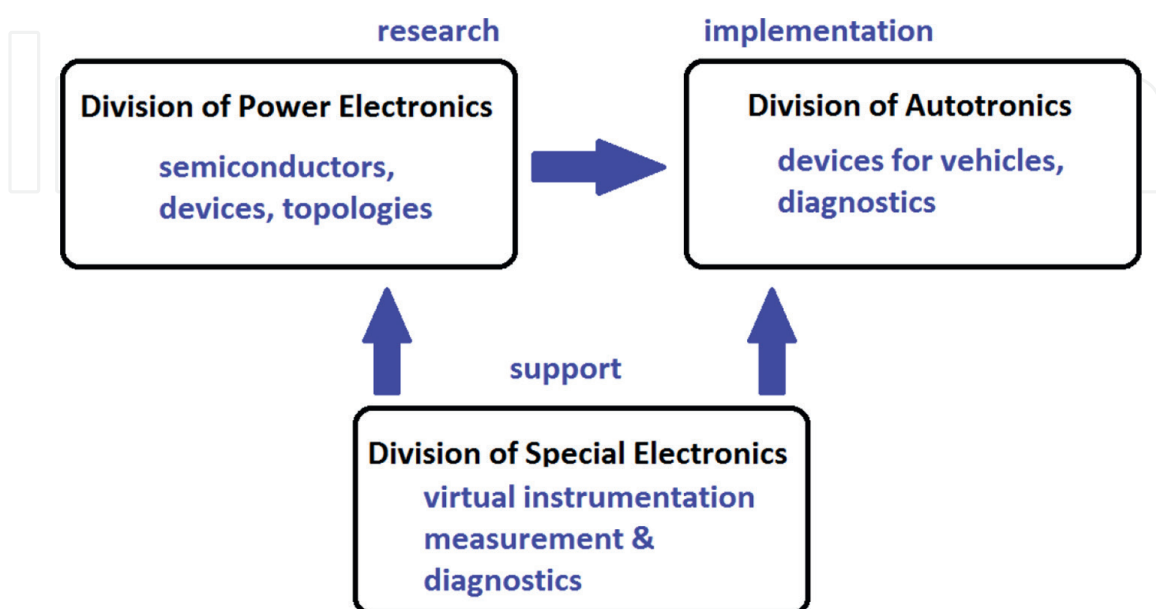 research
implementation
Division of Power Electronics
semiconductors,
devices, topologies
Division of Autotronics
devices for vehicles,
diagnostics
support
Division of Special Electronics
virtual instrumentation
measurement &
diagnostics